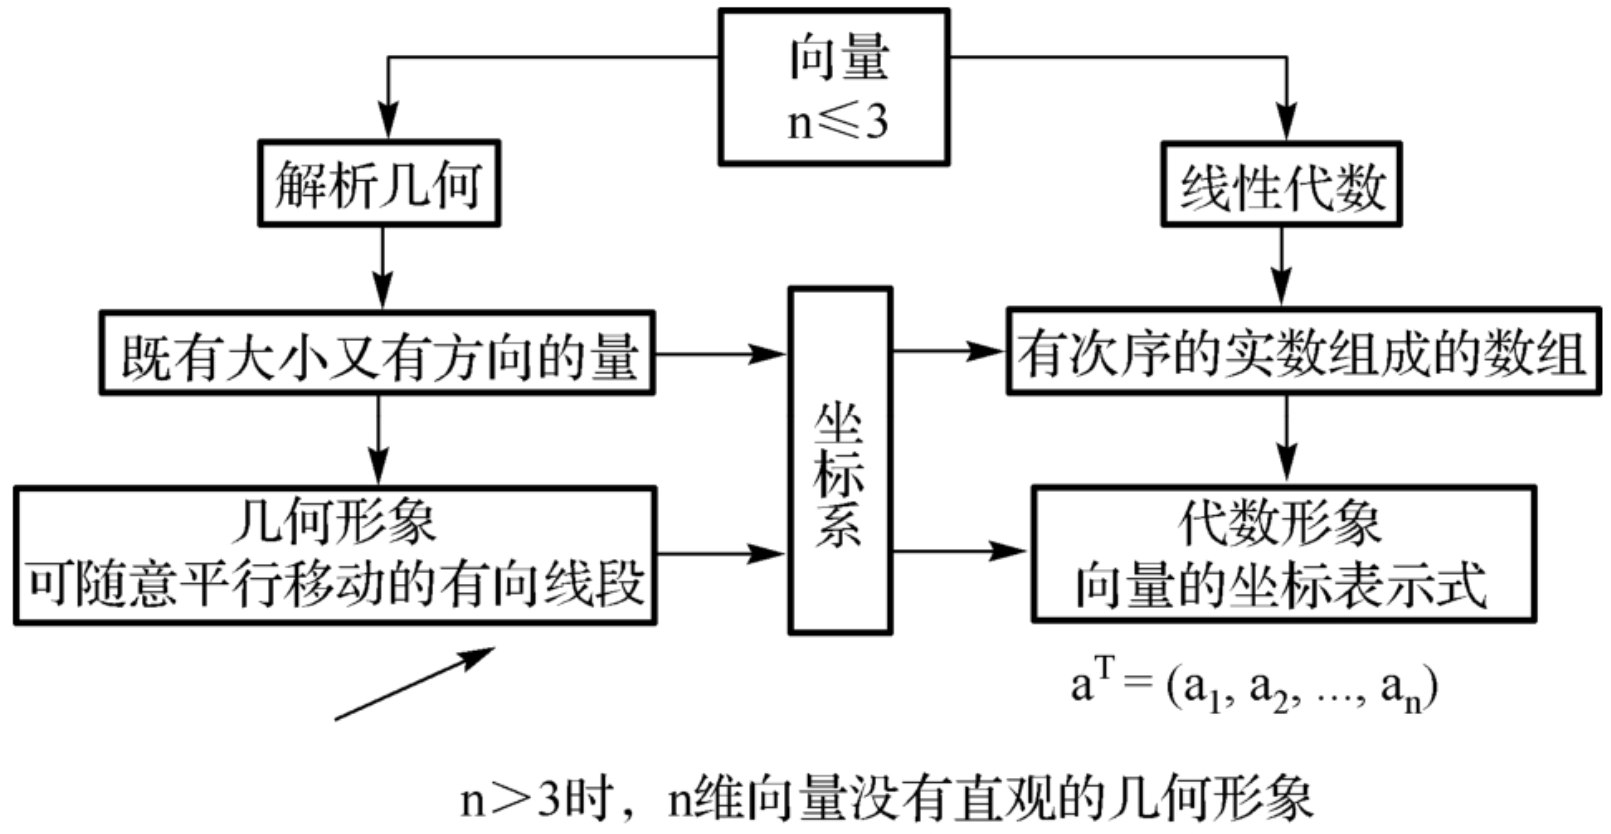 向量
n≤3
解析几何
线性代数
既有大小又有方向的量
有次序的实数组成的数组
坐标系
几何形象
可随意平行移动的有向线段
代数形象
向量的坐标表示式
aᵀ = (a₁, a₂, ..., aₙ)
n>3时，n维向量没有直观的几何形象